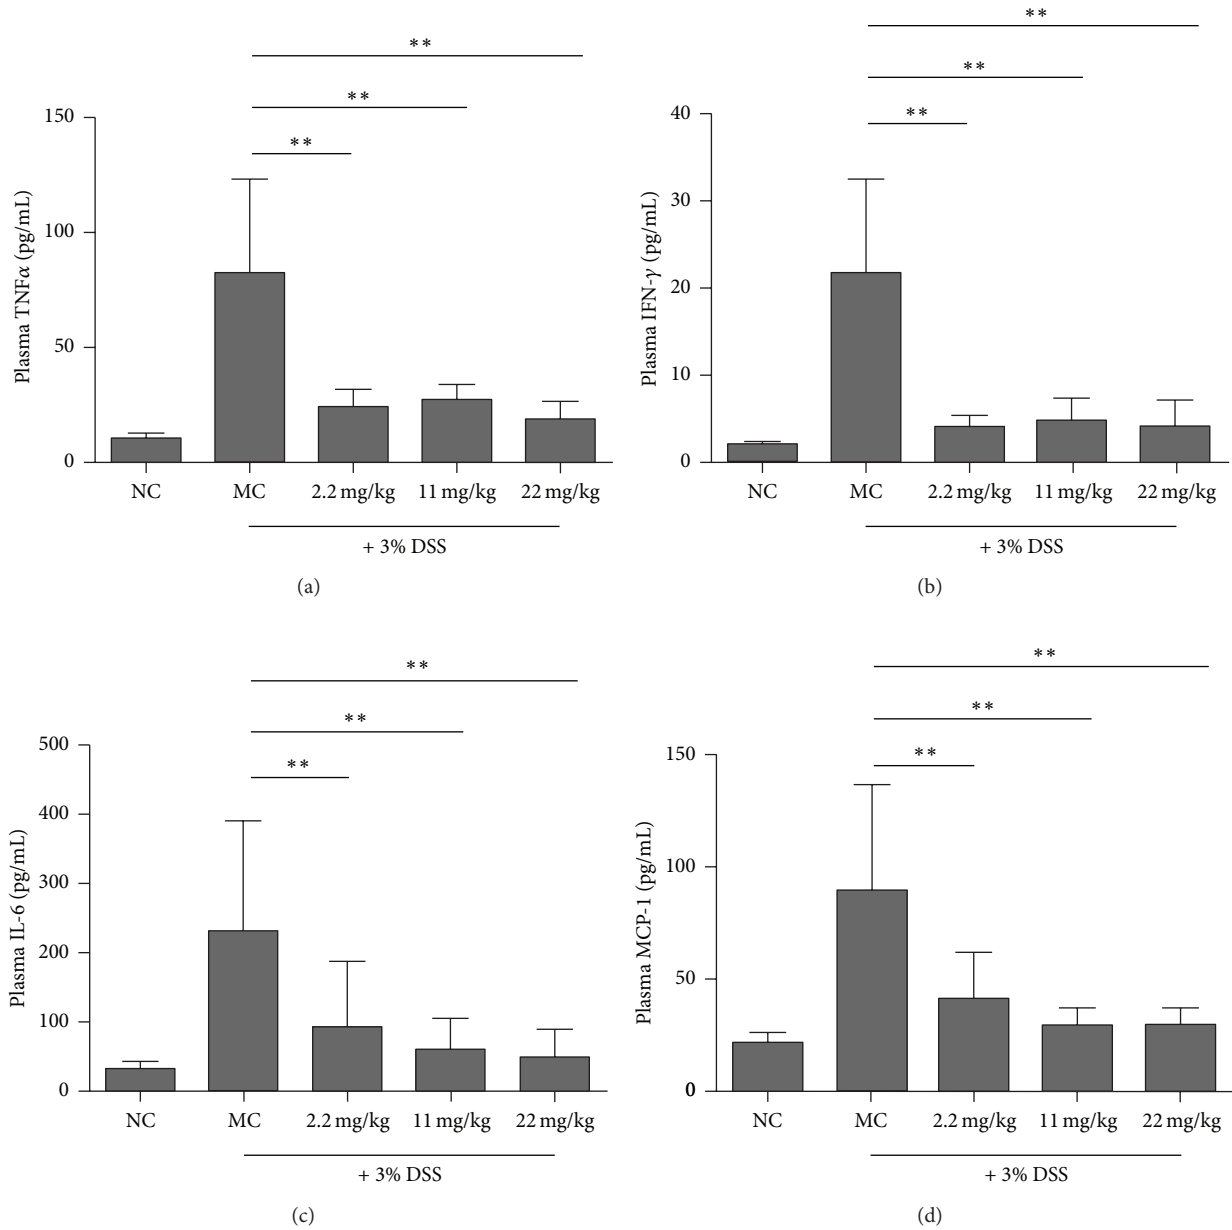 **
**
**
150
100
50
0
Plasma TNFα (pg/mL)
NC MC 2.2 mg/kg 11 mg/kg 22 mg/kg
+ 3% DSS
(a)
**
**
**
40
30
20
10
0
Plasma IFN-γ (pg/mL)
NC MC 2.2 mg/kg 11 mg/kg 22 mg/kg
+ 3% DSS
(b)
**
**
**
500
400
300
200
100
0
Plasma IL-6 (pg/mL)
NC MC 2.2 mg/kg 11 mg/kg 22 mg/kg
+ 3% DSS
(c)
**
**
**
150
100
50
0
Plasma MCP-1 (pg/mL)
NC MC 2.2 mg/kg 11 mg/kg 22 mg/kg
+ 3% DSS
(d)